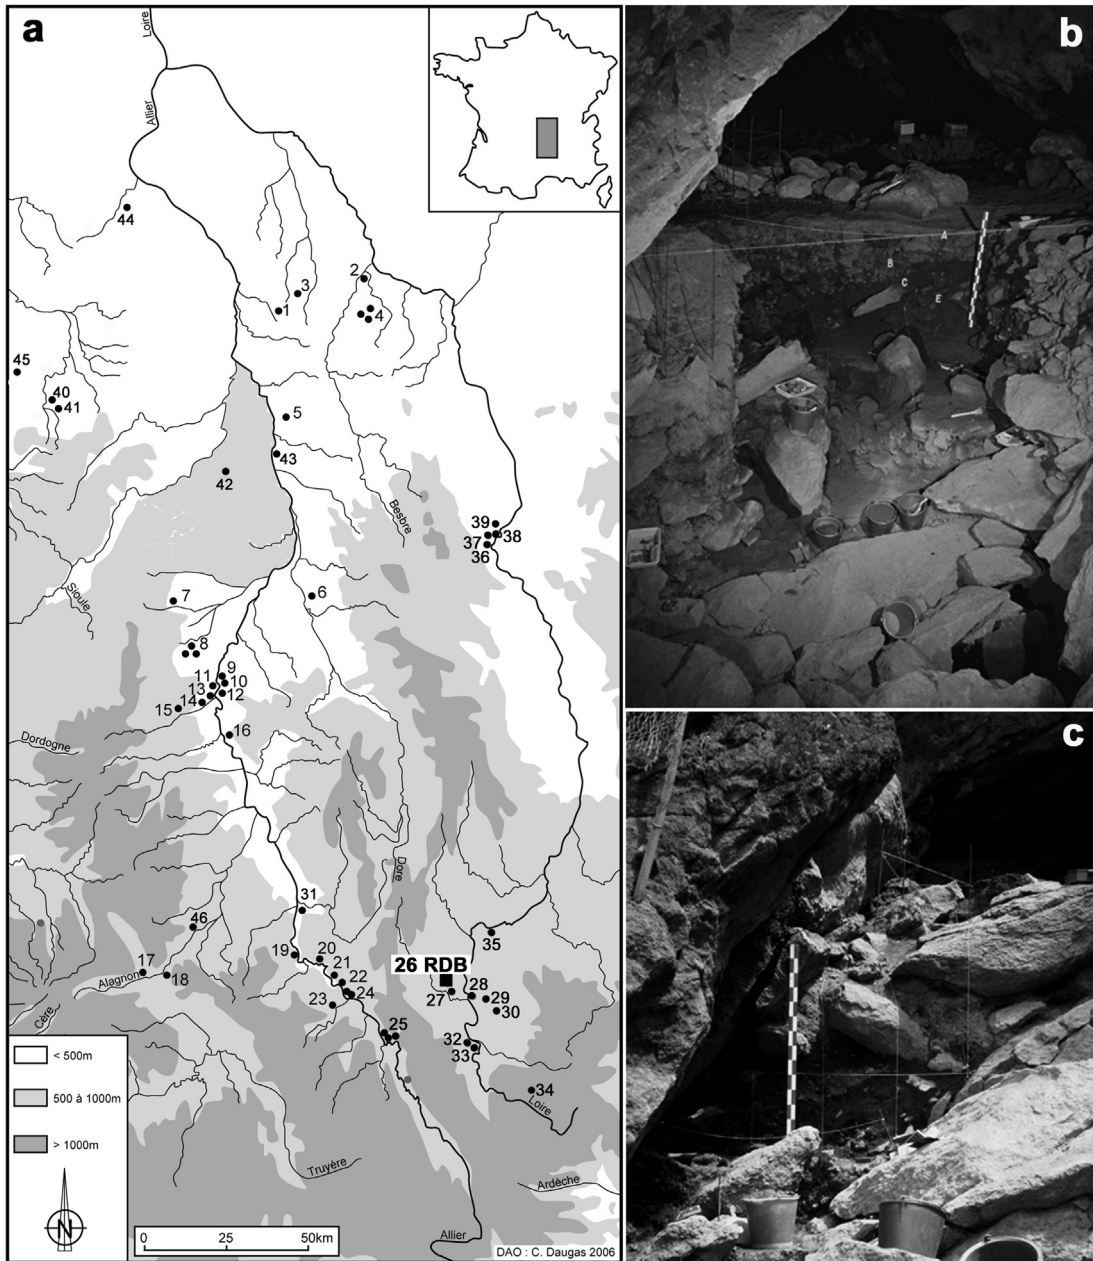 a
Loire
Allier
44
2
3
1
4
45
40
41
5
43
42
Besbre
39
38
37
36
Sioule
7
6
8
9
11
10
13
12
14
15
16
Dordogne
Dore
31
46
35
19
20
26 RDB
17
21
Alagnon
18
22
28
27
29
24
23
30
Cère
25
32
33
34
Loire
< 500m
500 à 1000m
> 1000m
Truyère
Ardèche
N
Allier
0 25 50km
DAO : C. Daugas 2006
b
A
B
C
E
c